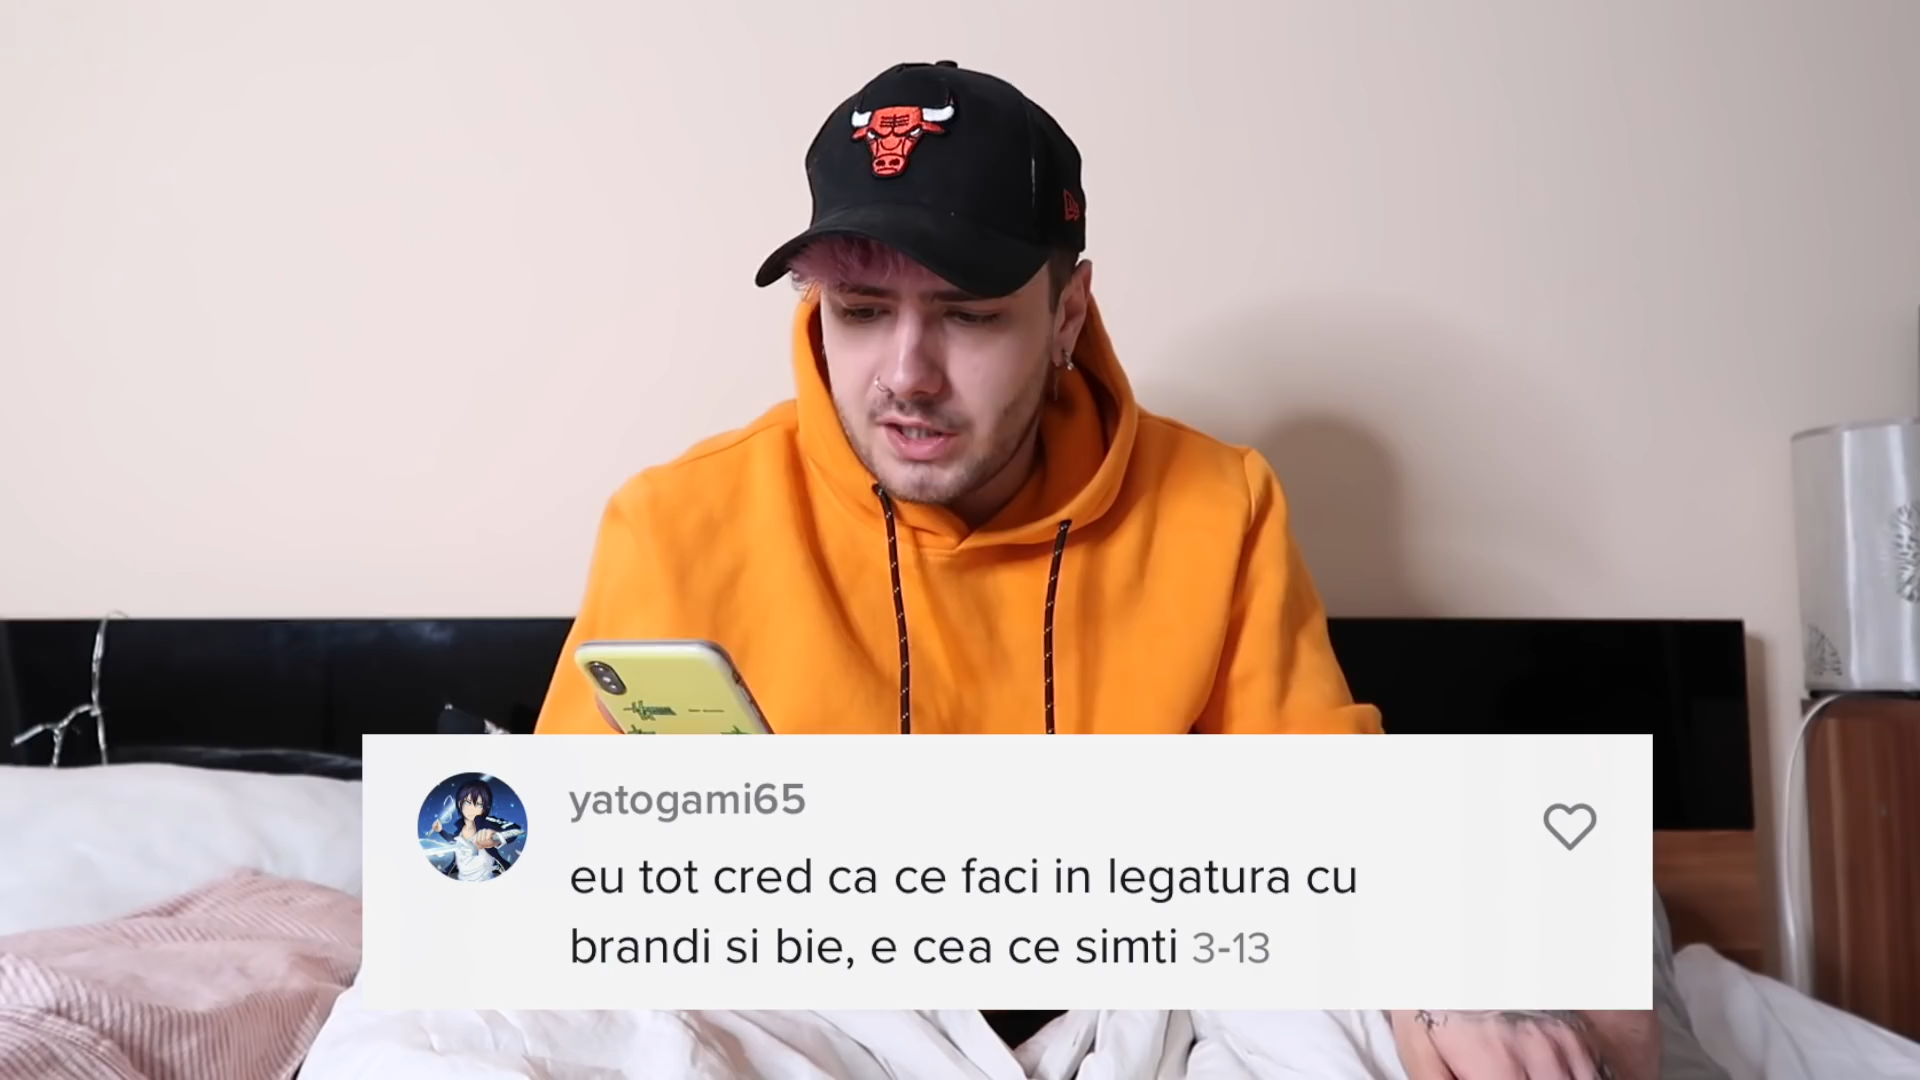 yatogami65
eu tot cred ca ce faci in legatura cu
brandi si bie, e cea ce simti 3-13